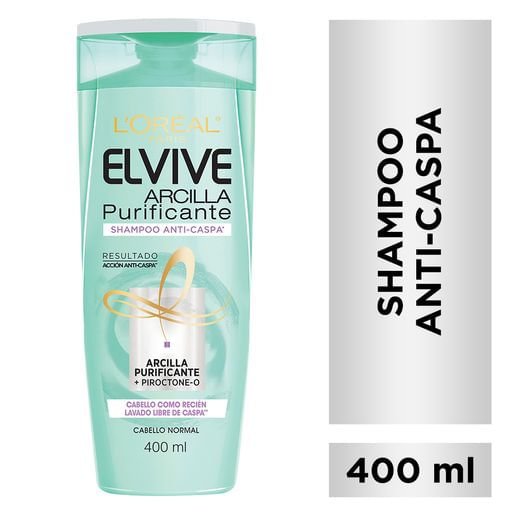 L'ORÉAL
PARIS
ELVIVE
ARCILLA
Purificante
SHAMPOO ANTI-CASPA*
RESULTADO
ACCIÓN ANTI-CASPA*
ARCILLA
PURIFICANTE
+ PIROCTONE-O
CABELLO COMO RECIÉN
LAVADO LIBRE DE CASPA**
CABELLO NORMAL
400 ml
SHAMPOO
ANTI-CASPA
400 ml